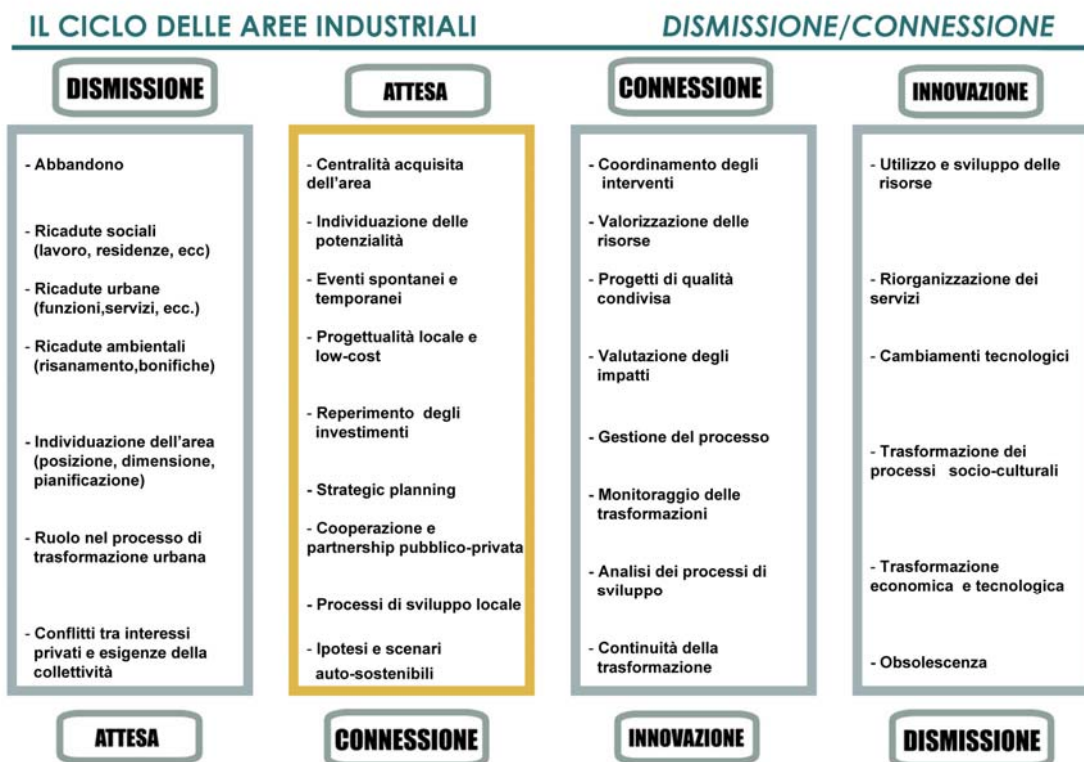 IL CICLO DELLE AREE INDUSTRIALI
DISMISSIONE/CONNESSIONE
DISMISSIONE
- Abbandono
- Ricadute sociali
(lavoro, residenze, ecc)
- Ricadute urbane
(funzioni,servizi, ecc.)
- Ricadute ambientali
(risanamento,bonifiche)
- Individuazione dell'area
(posizione, dimensione,
pianificazione)
- Ruolo nel processo di
trasformazione urbana
- Conflitti tra interessi
privati e esigenze della
collettività
ATTESA
ATTESA
- Centralità acquisita
dell'area
- Individuazione delle
potenzialità
- Eventi spontanei e
temporanei
- Progettualità locale e
low-cost
- Reperimento degli
investimenti
- Strategic planning
- Cooperazione e
partnership pubblico-privata
- Processi di sviluppo locale
- Ipotesi e scenari
auto-sostenibili
CONNESSIONE
CONNESSIONE
- Coordinamento degli
interventi
- Valorizzazione delle
risorse
- Progetti di qualità
condivisa
- Valutazione degli
impatti
- Gestione del processo
- Monitoraggio delle
trasformazioni
- Analisi dei processi di
sviluppo
- Continuità della
trasformazione
INNOVAZIONE
INNOVAZIONE
- Utilizzo e sviluppo delle
risorse
- Riorganizzazione dei
servizi
- Cambiamenti tecnologici
- Trasformazione dei
processi socio-culturali
- Trasformazione
economica e tecnologica
- Obsolescenza
DISMISSIONE